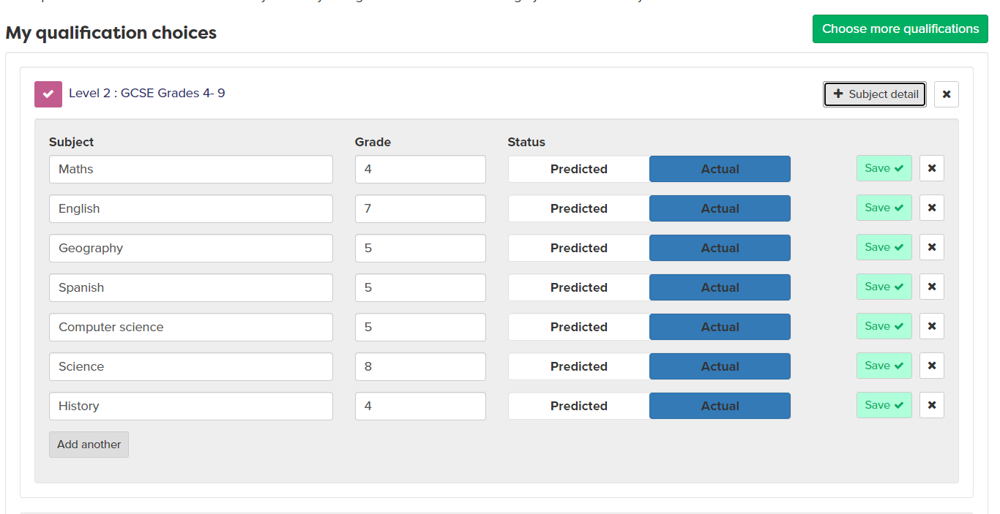 My qualification choices
Choose more qualifications
Level 2 : GCSE Grades 4- 9
Subject detail
Subject Grade Status
Maths 4 Predicted Actual Save
English 7 Predicted Actual Save
Geography 5 Predicted Actual Save
Spanish 5 Predicted Actual Save
Computer science 5 Predicted Actual Save
Science 8 Predicted Actual Save
History 4 Predicted Actual Save
Add another